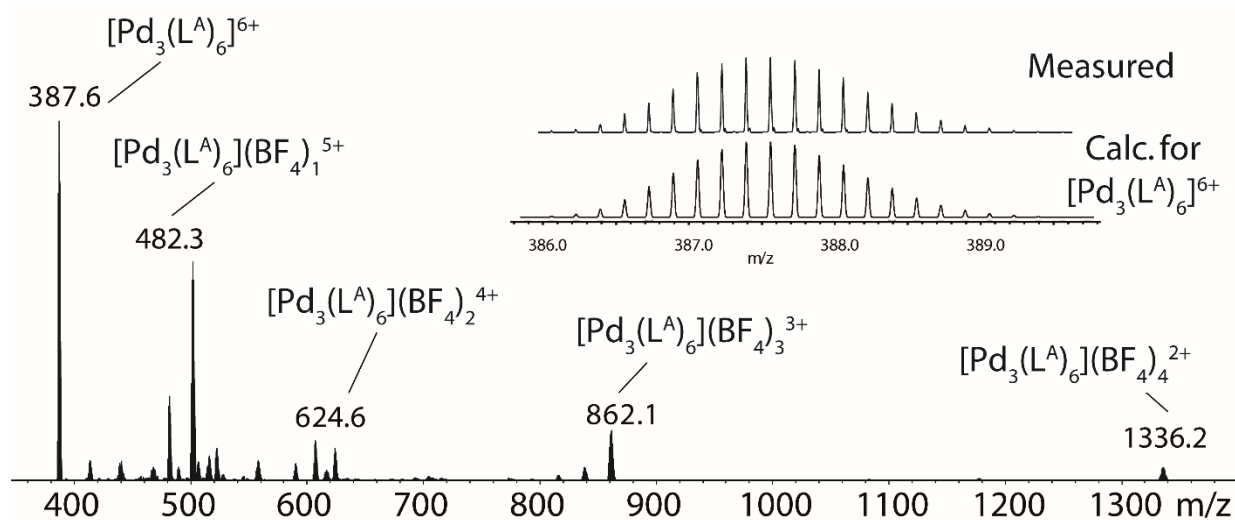 [Pd₃(Lᴬ)₆]⁶⁺
387.6
[Pd₃(Lᴬ)₆](BF₄)₁⁵⁺
482.3
[Pd₃(Lᴬ)₆](BF₄)₂⁴⁺
624.6
[Pd₃(Lᴬ)₆](BF₄)₃³⁺
862.1
[Pd₃(Lᴬ)₆](BF₄)₄²⁺
1336.2
Measured
Calc. for
[Pd₃(Lᴬ)₆]⁶⁺
386.0 387.0 388.0 389.0
m/z
400 500 600 700 800 900 1000 1100 1200 1300 m/z